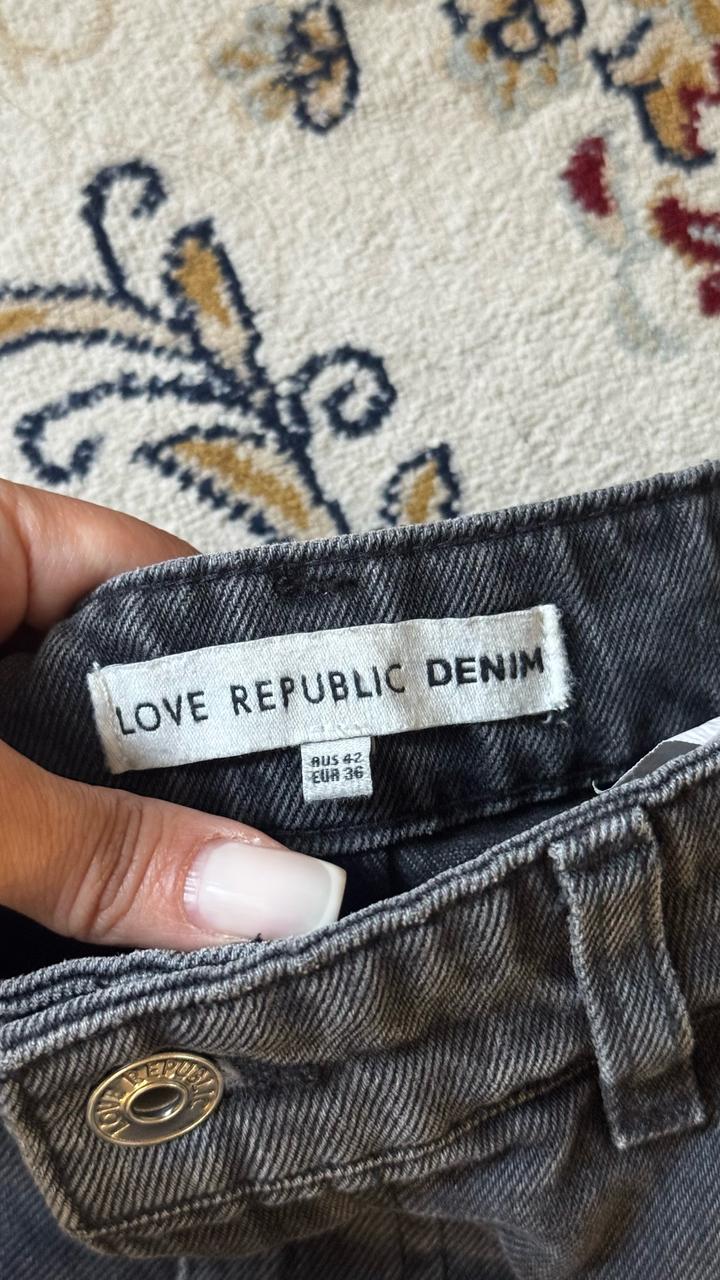 LOVE REPUBLIC DENIM
RUS 42
EUR 36
LOVE REPUBLIC